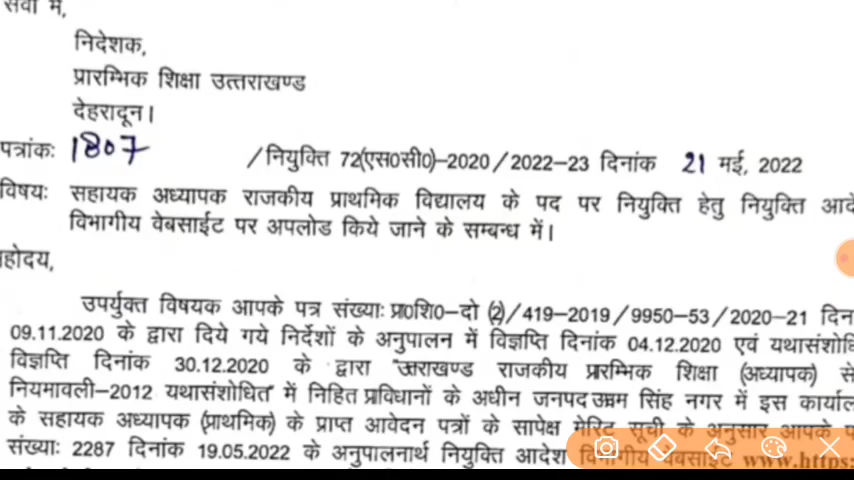 सेवा में,
निदेशक,
प्रारम्भिक शिक्षा उत्तराखण्ड
देहरादून।
पत्रांकः 1807 /नियुक्ति 72(एस0सी0)–2020/2022–23 दिनांक 21 मई, 2022
विषयः सहायक अध्यापक राजकीय प्राथमिक विद्यालय के पद पर नियुक्ति हेतु नियुक्ति आदे
विभागीय वेबसाईट पर अपलोड किये जाने के सम्बन्ध में।
होदय,
उपर्युक्त विषयक आपके पत्र संख्याः प्रा0शि0–दो (2)/419–2019/9950–53/2020–21 दिन
09.11.2020 के द्वारा दिये गये निर्देशों के अनुपालन में विज्ञप्ति दिनांक 04.12.2020 एवं यथासंशोधि
विज्ञप्ति दिनांक 30.12.2020 के द्वारा "उत्तराखण्ड राजकीय प्रारम्भिक शिक्षा (अध्यापक) से
नियमावली–2012 यथासंशोधित" में निहित प्रविधानों के अधीन जनपद उधम सिंह नगर में इस कार्याल
के सहायक अध्यापक (प्राथमिक) के प्राप्त आवेदन पत्रों के सापेक्ष मेरिट सूची के अनुसार आपके प
संख्याः 2287 दिनांक 19.05.2022 के अनुपालनार्थ नियुक्ति आदेश विभागीय वेबसाईट www.https: